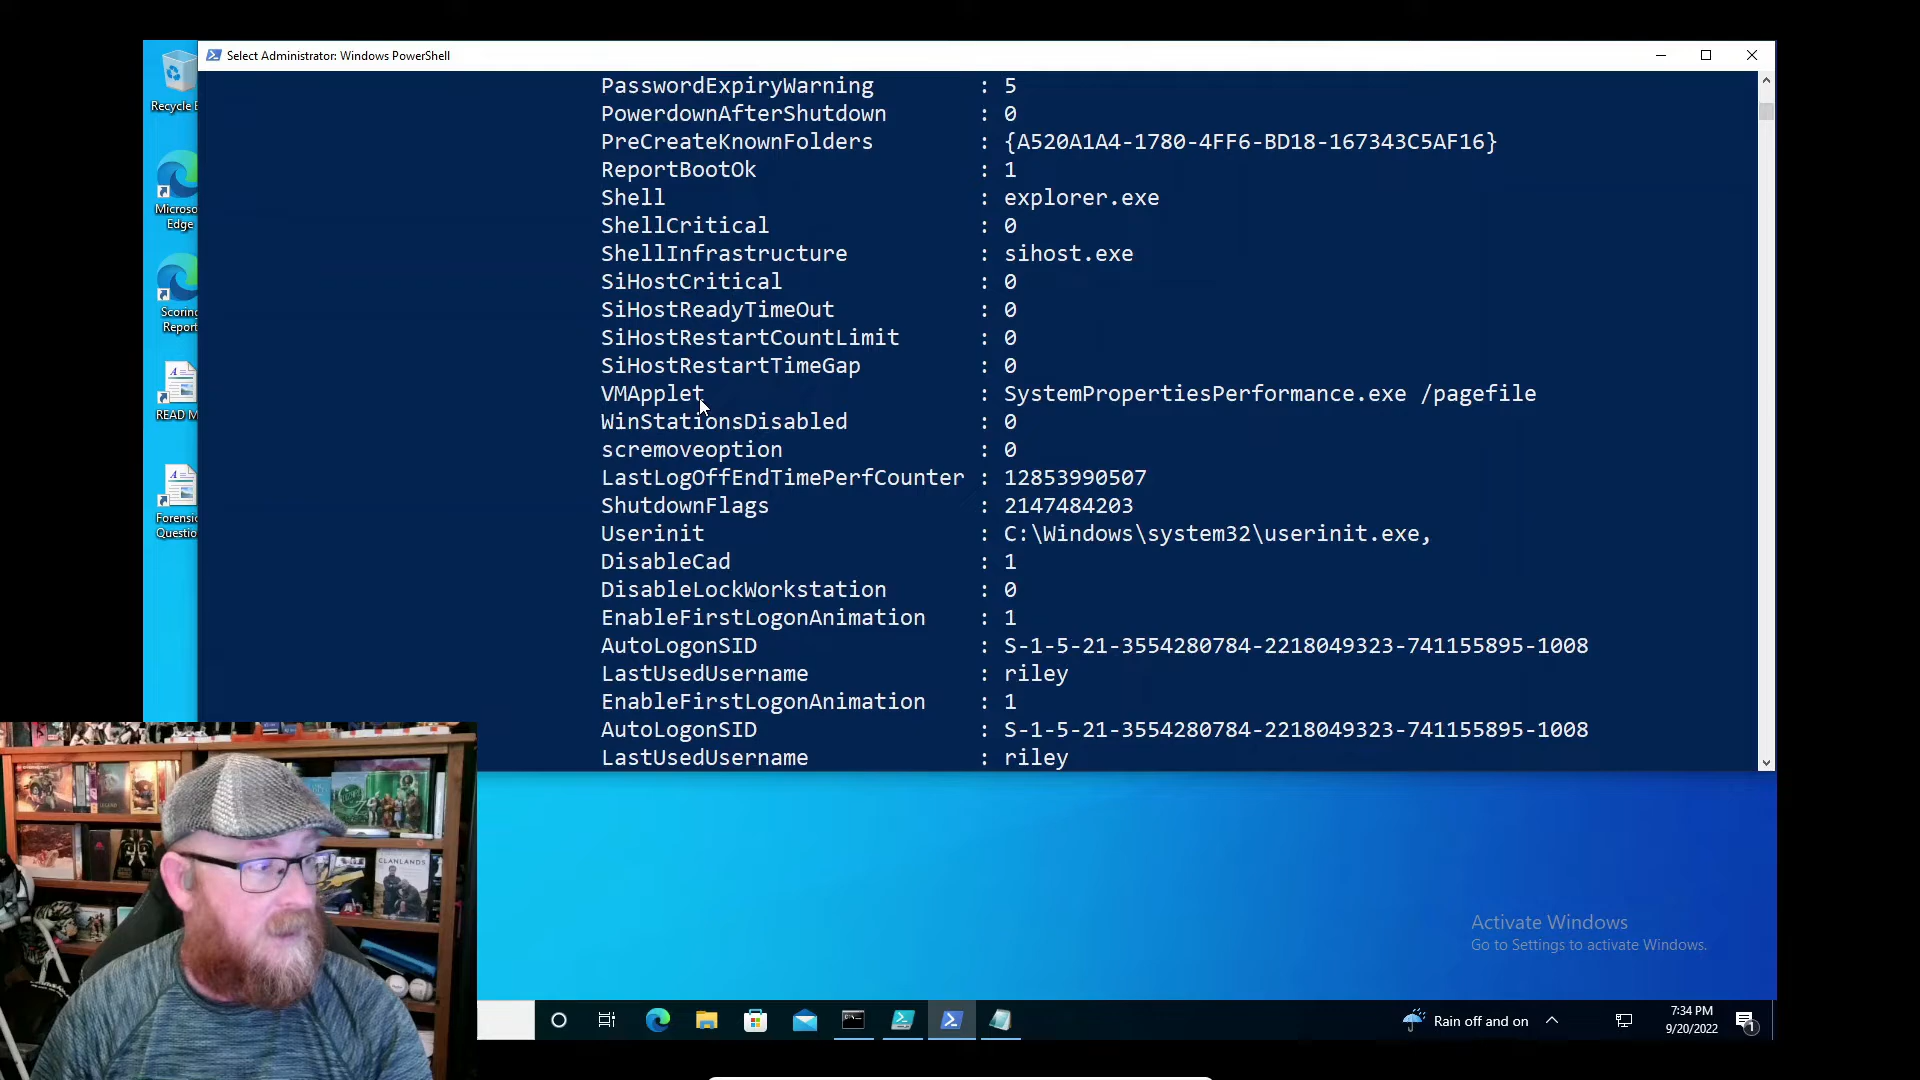 Select Administrator: Windows PowerShell
PasswordExpiryWarning : 5
PowerdownAfterShutdown : 0
PreCreateKnownFolders : {A520A1A4-1780-4FF6-BD18-167343C5AF16}
ReportBootOk : 1
Shell : explorer.exe
ShellCritical : 0
ShellInfrastructure : sihost.exe
SiHostCritical : 0
SiHostReadyTimeOut : 0
SiHostRestartCountLimit : 0
SiHostRestartTimeGap : 0
VMApplet : SystemPropertiesPerformance.exe /pagefile
WinStationsDisabled : 0
scremoveoption : 0
LastLogOffEndTimePerfCounter : 12853990507
ShutdownFlags : 2147484203
Userinit : C:\Windows\system32\userinit.exe,
DisableCad : 1
DisableLockWorkstation : 0
EnableFirstLogonAnimation : 1
AutoLogonSID : S-1-5-21-3554280784-2218049323-741155895-1008
LastUsedUsername : riley
EnableFirstLogonAnimation : 1
AutoLogonSID : S-1-5-21-3554280784-2218049323-741155895-1008
LastUsedUsername : riley
Recycle B
Microso
Edge
Scorin
Repor
READ M
Forensi
Questio
CLANLANDS
Activate Windows
Go to Settings to activate Windows.
Rain off and on
7:34 PM
9/20/2022
1